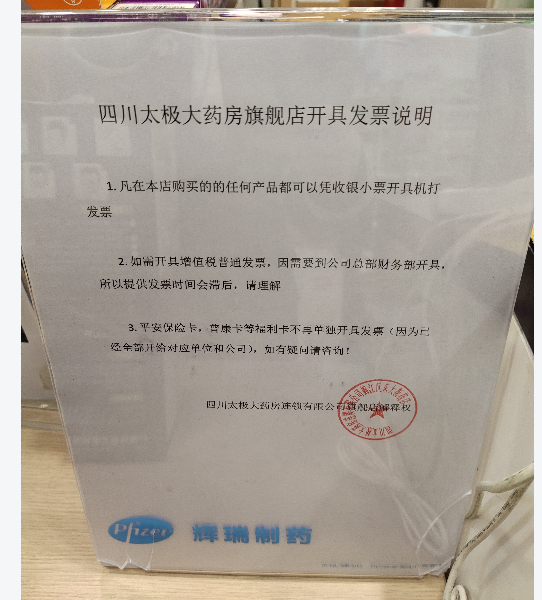 四川太极大药房旗舰店开具发票说明
1.凡在本店购买的的任何产品都可以凭收银小票开具机打
发票
2.如需开具增值税普通发票，因需要到公司总部财务部开具，
所以提供发票时间会滞后，请理解
3.平安保险卡，普康卡等福利卡不再单独开具发票（因为已
经全部开给对应单位和公司），如有疑问请咨询！
四川太极大药房连锁有限公司旗舰店解释权
Pfizer 辉瑞制药